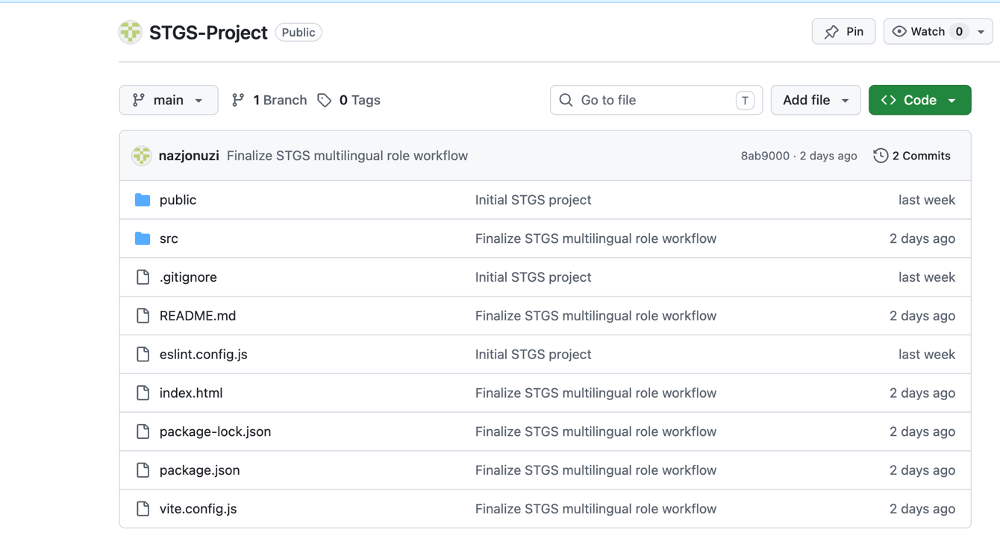 STGS-Project Public Pin Watch 0
main 1 Branch 0 Tags Go to file T Add file Code
nazjonuzi Finalize STGS multilingual role workflow 8ab9000 · 2 days ago 2 Commits
public Initial STGS project last week
src Finalize STGS multilingual role workflow 2 days ago
.gitignore Initial STGS project last week
README.md Finalize STGS multilingual role workflow 2 days ago
eslint.config.js Initial STGS project last week
index.html Finalize STGS multilingual role workflow 2 days ago
package-lock.json Finalize STGS multilingual role workflow 2 days ago
package.json Finalize STGS multilingual role workflow 2 days ago
vite.config.js Finalize STGS multilingual role workflow 2 days ago